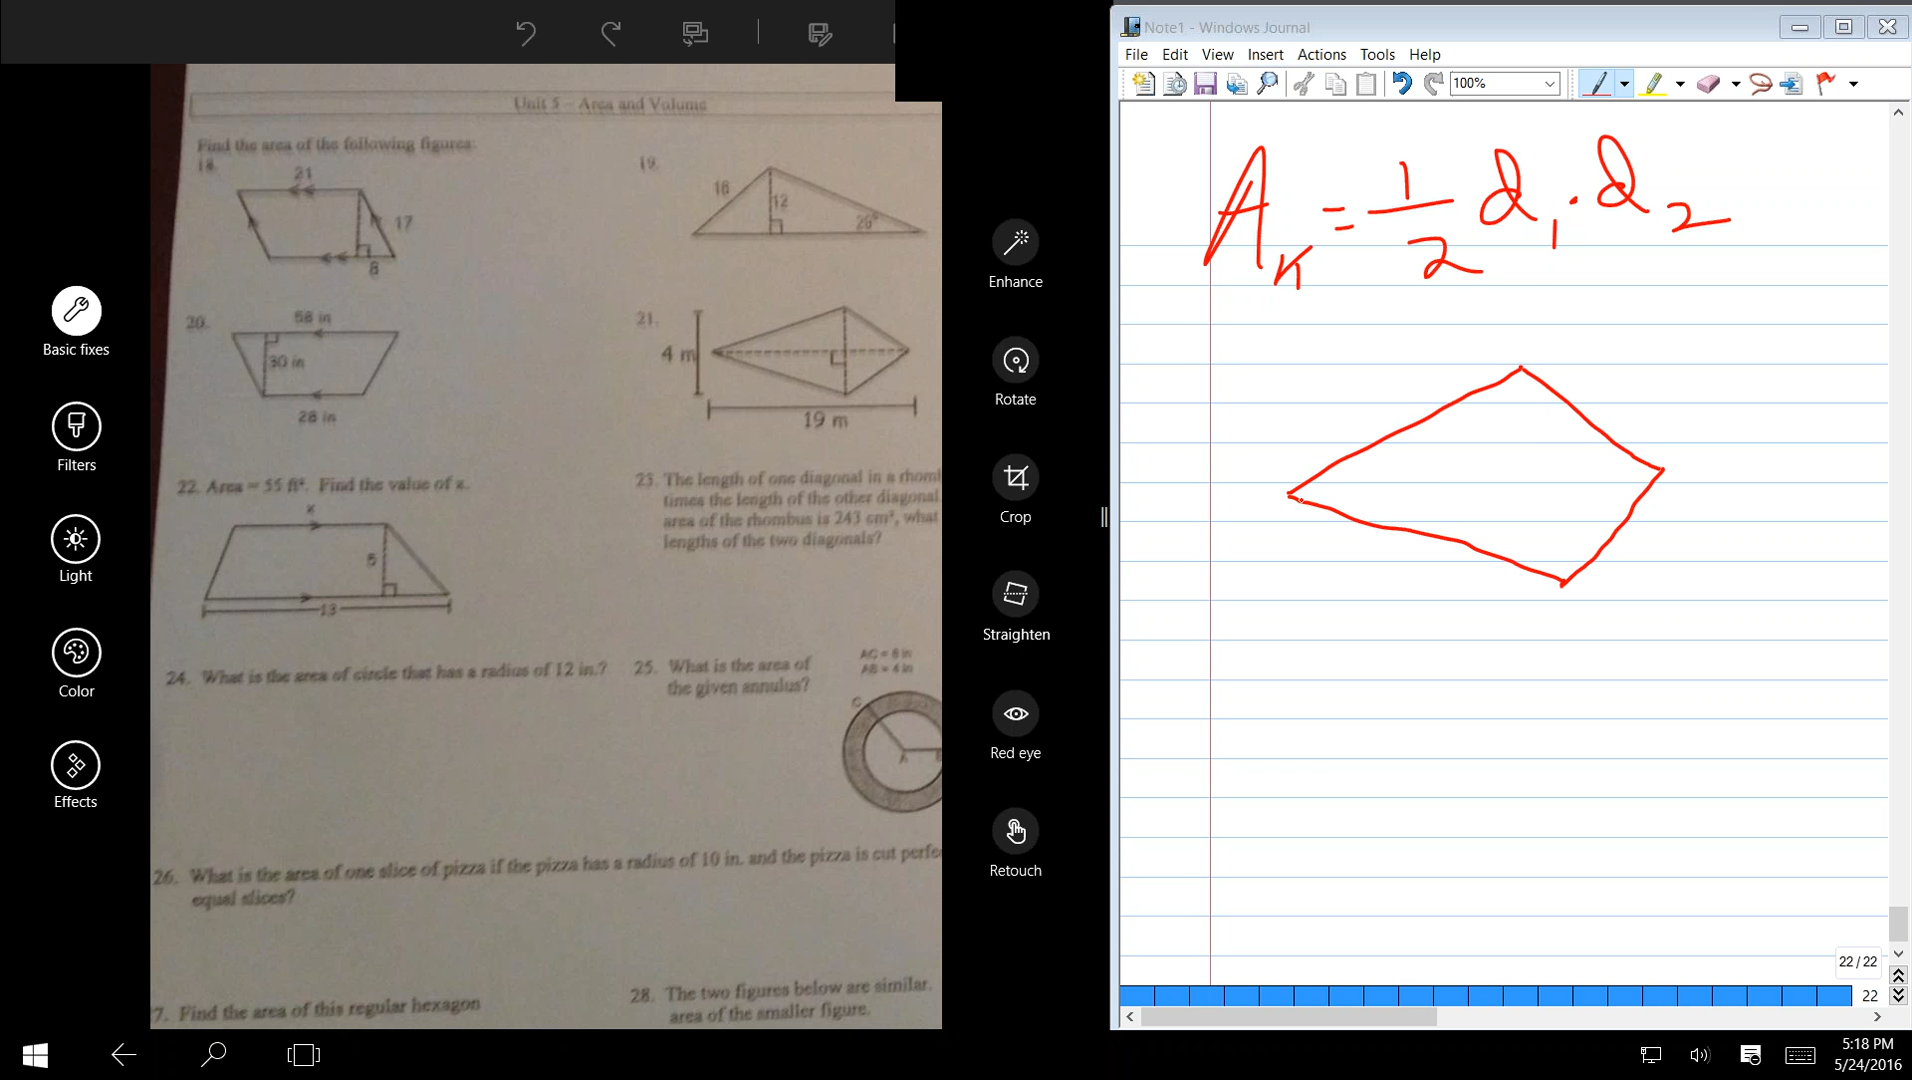 Unit 5 – Area and Volume
Find the area of the following figures:
18.
21
17
8
19.
16
12
26°
20.
58 in
30 in
28 in
21.
4 m
19 m
22. Area = 55 ft². Find the value of x.
x
5
13
23. The length of one diagonal in a rhom
times the length of the other diagonal.
area of the rhombus is 243 cm², what
lengths of the two diagonals?
24. What is the area of circle that has a radius of 12 in.?
25. What is the area of
the given annulus?
AC = 6 in
AB = 4 in
C
A
B
26. What is the area of one slice of pizza if the pizza has a radius of 10 in. and the pizza is cut perfe
equal slices?
7. Find the area of this regular hexagon
28. The two figures below are similar.
area of the smaller figure.
Basic fixes
Filters
Light
Color
Effects
Enhance
Rotate
Crop
Straighten
Red eye
Retouch
Note1 - Windows Journal
File Edit View Insert Actions Tools Help
100%
A_K = 1/2 d₁ · d₂
22 / 22
22
5:18 PM
5/24/2016